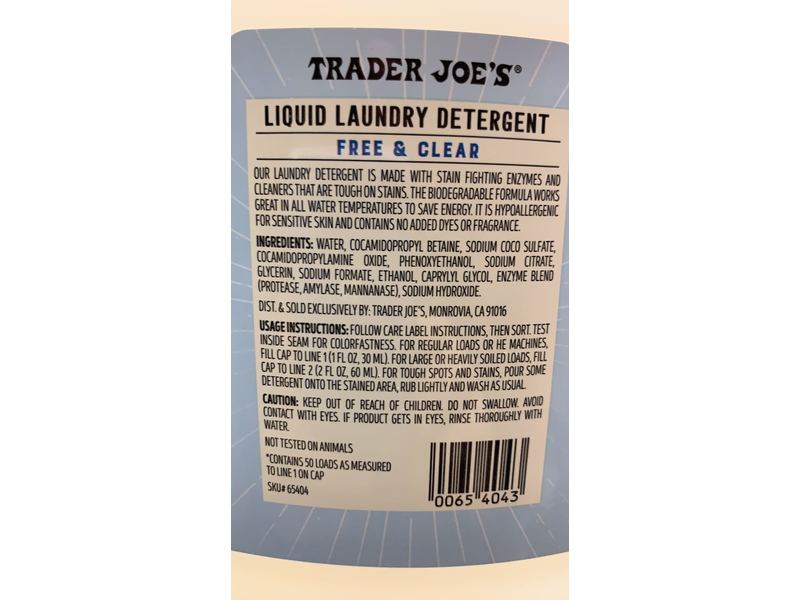 TRADER JOE'S®
LIQUID LAUNDRY DETERGENT
FREE & CLEAR
OUR LAUNDRY DETERGENT IS MADE WITH STAIN FIGHTING ENZYMES AND
CLEANERS THAT ARE TOUGH ON STAINS. THE BIODEGRADABLE FORMULA WORKS
GREAT IN ALL WATER TEMPERATURES TO SAVE ENERGY. IT IS HYPOALLERGENIC
FOR SENSITIVE SKIN AND CONTAINS NO ADDED DYES OR FRAGRANCE.
INGREDIENTS: WATER, COCAMIDOPROPYL BETAINE, SODIUM COCO SULFATE,
COCAMIDOPROPYLAMINE OXIDE, PHENOXYETHANOL, SODIUM CITRATE,
GLYCERIN, SODIUM FORMATE, ETHANOL, CAPRYLYL GLYCOL, ENZYME BLEND
(PROTEASE, AMYLASE, MANNANASE), SODIUM HYDROXIDE.
DIST. & SOLD EXCLUSIVELY BY: TRADER JOE'S, MONROVIA, CA 91016
USAGE INSTRUCTIONS: FOLLOW CARE LABEL INSTRUCTIONS, THEN SORT. TEST
INSIDE SEAM FOR COLORFASTNESS. FOR REGULAR LOADS OR HE MACHINES,
FILL CAP TO LINE 1 (1 FL OZ, 30 ML). FOR LARGE OR HEAVILY SOILED LOADS, FILL
CAP TO LINE 2 (2 FL OZ, 60 ML). FOR TOUGH SPOTS AND STAINS, POUR SOME
DETERGENT ONTO THE STAINED AREA, RUB LIGHTLY AND WASH AS USUAL.
CAUTION: KEEP OUT OF REACH OF CHILDREN. DO NOT SWALLOW. AVOID
CONTACT WITH EYES. IF PRODUCT GETS IN EYES, RINSE THOROUGHLY WITH
WATER.
NOT TESTED ON ANIMALS
*CONTAINS 50 LOADS AS MEASURED
TO LINE 1 ON CAP
SKU# 65404
0065 4043